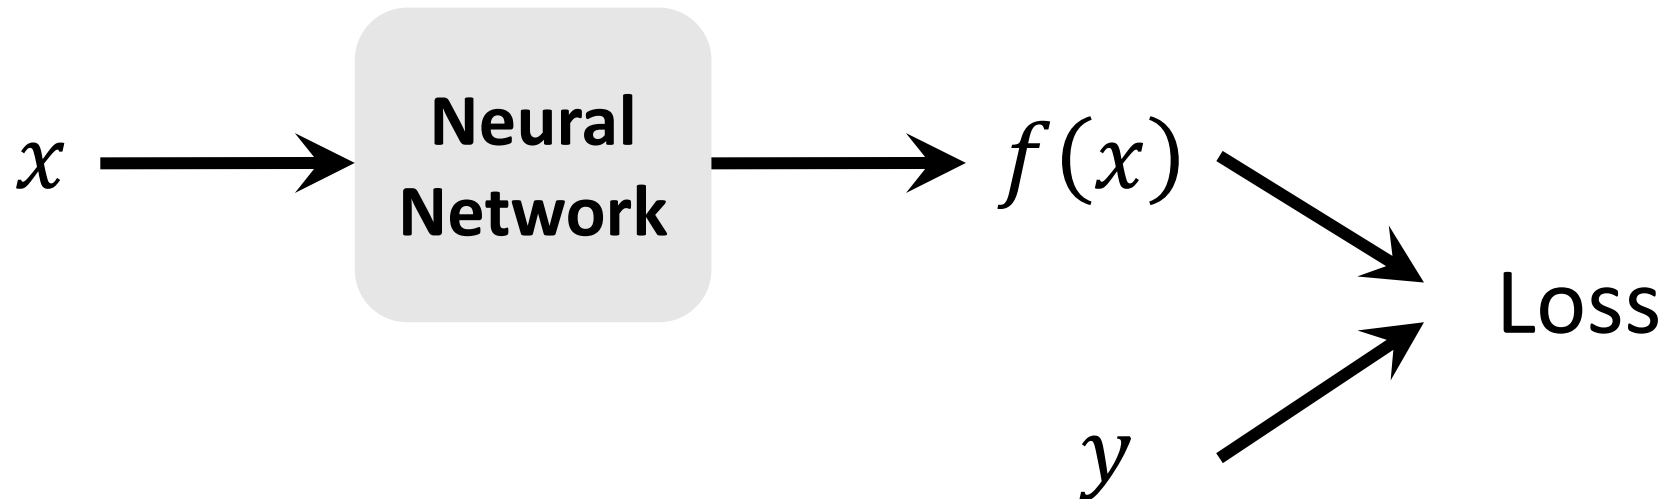 x
Neural
Network
f(x)
Loss
y